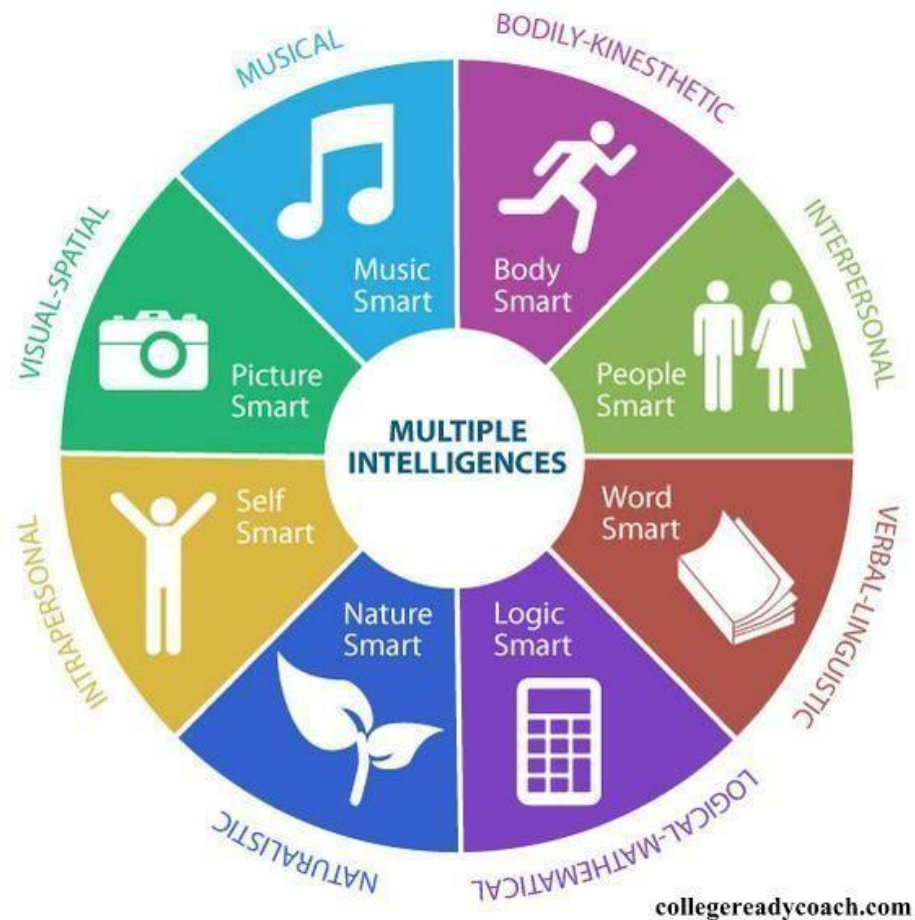 MUSICAL
BODILY-KINESTHETIC
INTERPERSONAL
VERBAL-LINGUISTIC
LOGICAL-MATHEMATICAL
NATURALISTIC
INTRAPERSONAL
VISUAL-SPATIAL
Music
Smart
Body
Smart
People
Smart
Word
Smart
Logic
Smart
Nature
Smart
Self
Smart
Picture
Smart
MULTIPLE
INTELLIGENCES
collegereadycoach.com